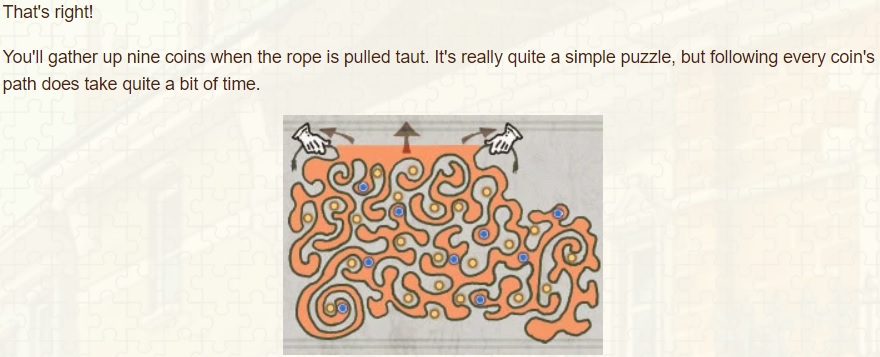 That's right!
You'll gather up nine coins when the rope is pulled taut. It's really quite a simple puzzle, but following every coin's
path does take quite a bit of time.